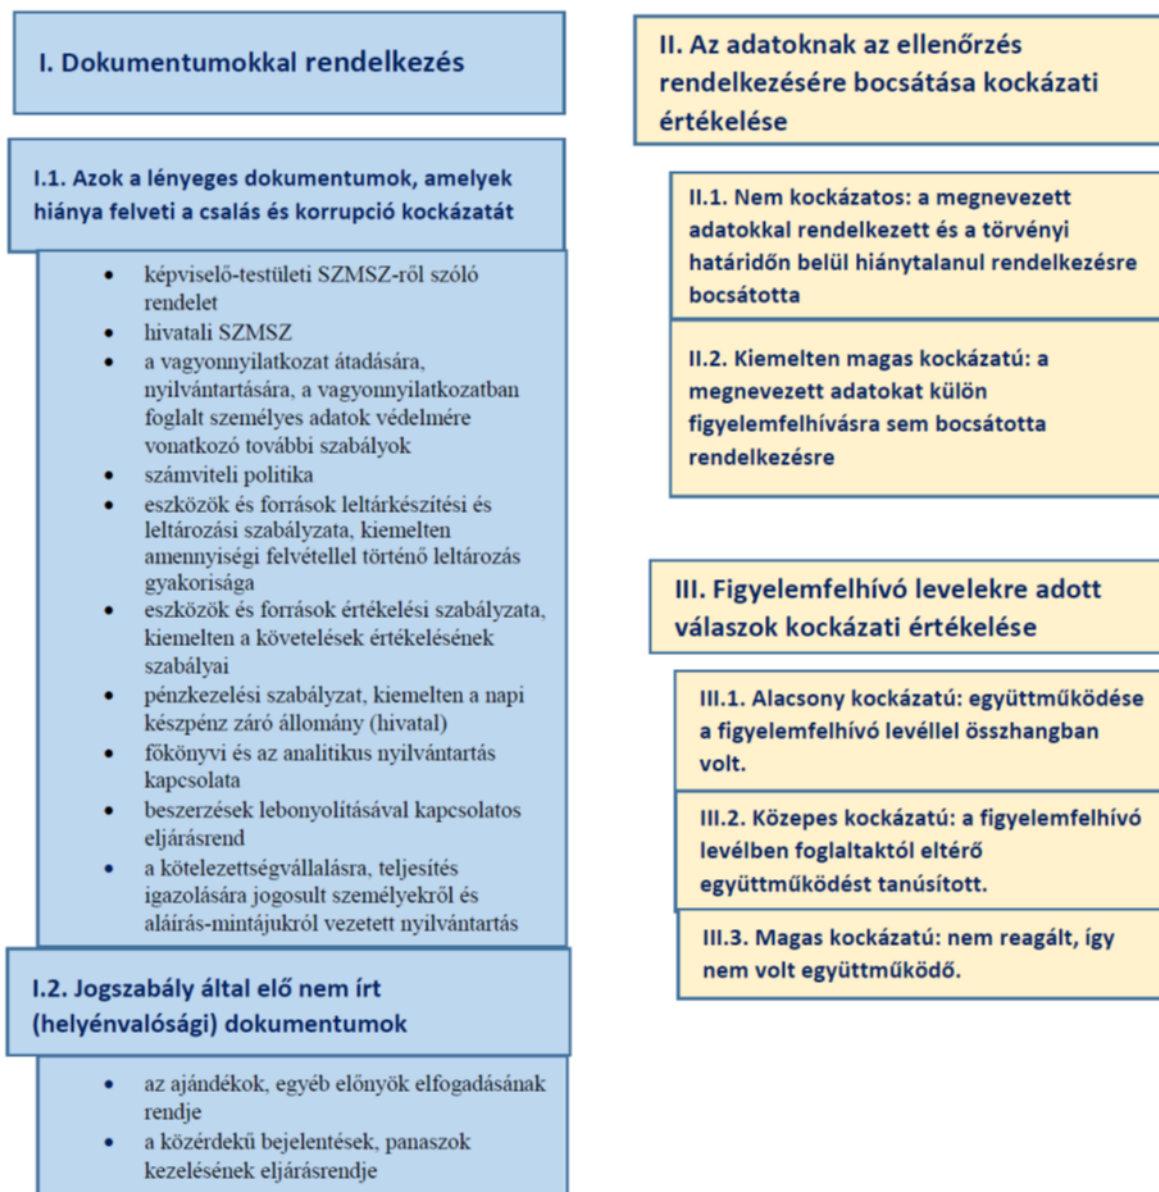 I. Dokumentumokkal rendelkezés
I.1. Azok a lényeges dokumentumok, amelyek
hiánya felveti a csalás és korrupció kockázatát
• képviselő-testületi SZMSZ-ről szóló
rendelet
• hivatali SZMSZ
• a vagyonnyilatkozat átadására,
nyilvántartására, a vagyonnyilatkozatban
foglalt személyes adatok védelmére
vonatkozó további szabályok
• számviteli politika
• eszközök és források leltárkészítési és
leltározási szabályzata, kiemelten
amennyiségi felvétellel történő leltározás
gyakorisága
• eszközök és források értékelési szabályzata,
kiemelten a követelések értékelésének
szabályai
• pénzkezelési szabályzat, kiemelten a napi
készpénz záró állomány (hivatal)
• főkönyvi és az analitikus nyilvántartás
kapcsolata
• beszerzések lebonyolításával kapcsolatos
eljárásrend
• a kötelezettségvállalásra, teljesítés
igazolására jogosult személyekről és
aláírás-mintájukról vezetett nyilvántartás
I.2. Jogszabály által elő nem írt
(helyénvalósági) dokumentumok
• az ajándékok, egyéb előnyök elfogadásának
rendje
• a közérdekű bejelentések, panaszok
kezelésének eljárásrendje
II. Az adatoknak az ellenőrzés
rendelkezésére bocsátása kockázati
értékelése
II.1. Nem kockázatos: a megnevezett
adatokkal rendelkezett és a törvényi
határidőn belül hiánytalanul rendelkezésre
bocsátotta
II.2. Kiemelten magas kockázatú: a
megnevezett adatokat külön
figyelemfelhívásra sem bocsátotta
rendelkezésre
III. Figyelemfelhívó levelekre adott
válaszok kockázati értékelése
III.1. Alacsony kockázatú: együttműködése
a figyelemfelhívó levéllel összhangban
volt.
III.2. Közepes kockázatú: a figyelemfelhívó
levélben foglaltaktól eltérő
együttműködést tanúsított.
III.3. Magas kockázatú: nem reagált, így
nem volt együttműködő.